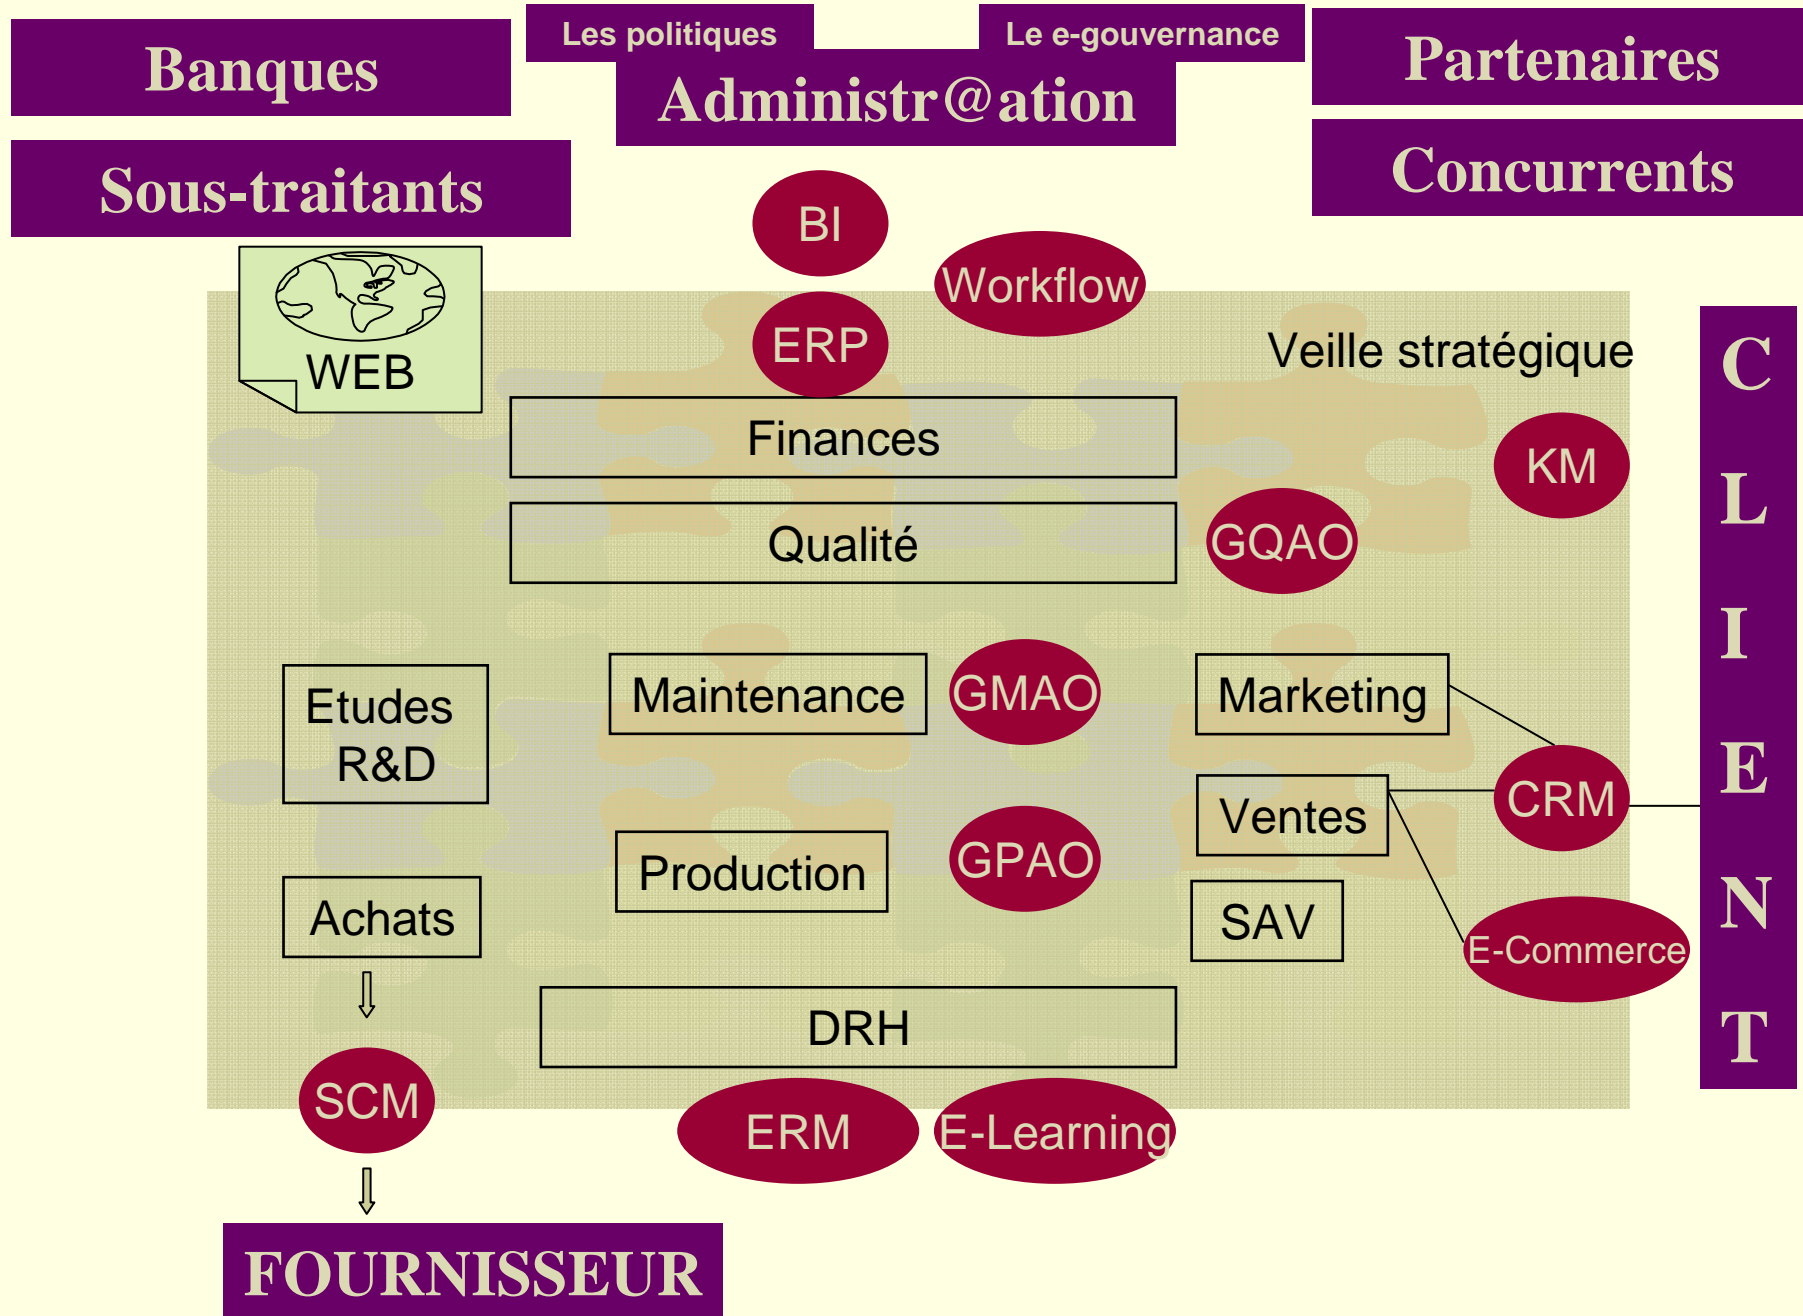 Les politiques
Le e-gouvernance
Banques
Administr@ation
Partenaires
Sous-traitants
Concurrents
BI
Workflow
WEB
ERP
Veille stratégique
Finances
KM
Qualité
GQAO
Etudes
R&D
Maintenance
GMAO
Marketing
Ventes
CRM
Production
GPAO
Achats
SAV
E-Commerce
DRH
SCM
ERM
E-Learning
C
L
I
E
N
T
FOURNISSEUR